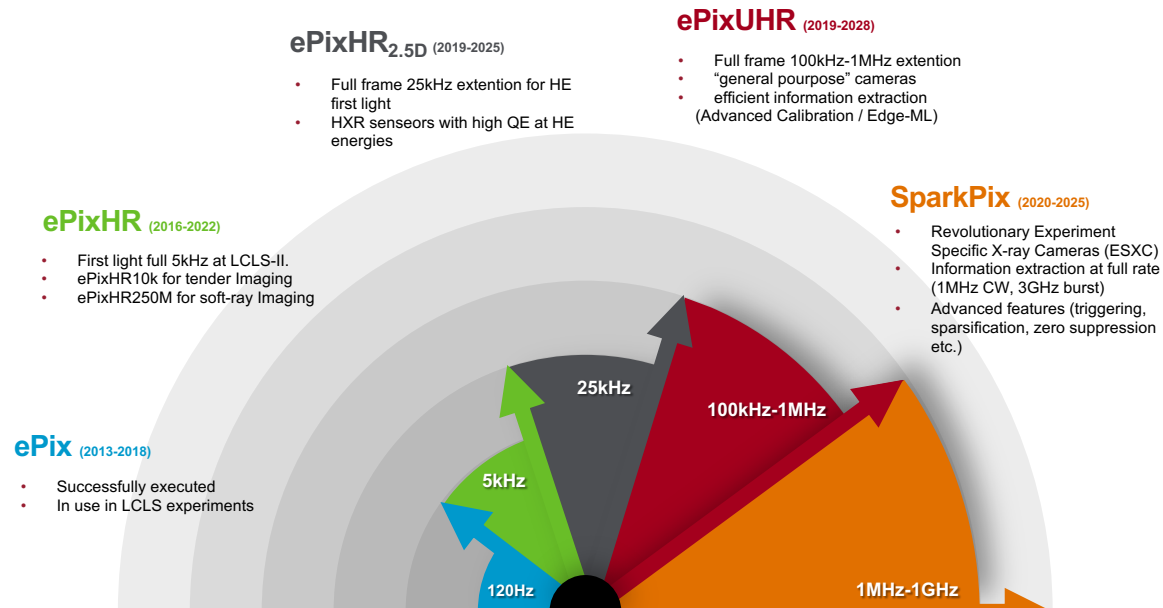 ePixUHR (2019-2028)
• Full frame 100kHz-1MHz extention
• “general pourpose” cameras
• efficient information extraction
(Advanced Calibration / Edge-ML)
ePixHR2.5D (2019-2025)
• Full frame 25kHz extention for HE
first light
• HXR senseors with high QE at HE
energies
SparkPix (2020-2025)
• Revolutionary Experiment
Specific X-ray Cameras (ESXC)
• Information extraction at full rate
(1MHz CW, 3GHz burst)
• Advanced features (triggering,
sparsification, zero suppression
etc.)
ePixHR (2016-2022)
• First light full 5kHz at LCLS-II.
• ePixHR10k for tender Imaging
• ePixHR250M for soft-ray Imaging
ePix (2013-2018)
• Successfully executed
• In use in LCLS experiments
120Hz
5kHz
25kHz
100kHz-1MHz
1MHz-1GHz